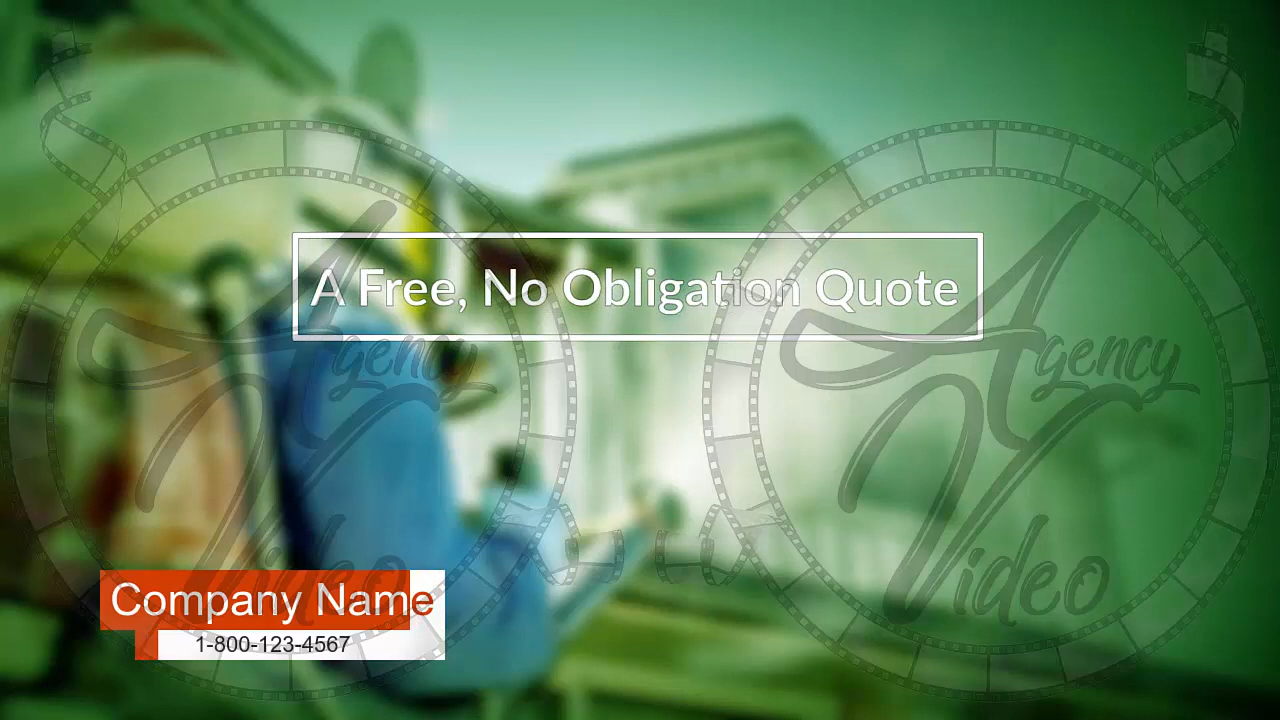 A Free, No Obligation Quote
Agency Agency
Video Video
Company Name
1-800-123-4567